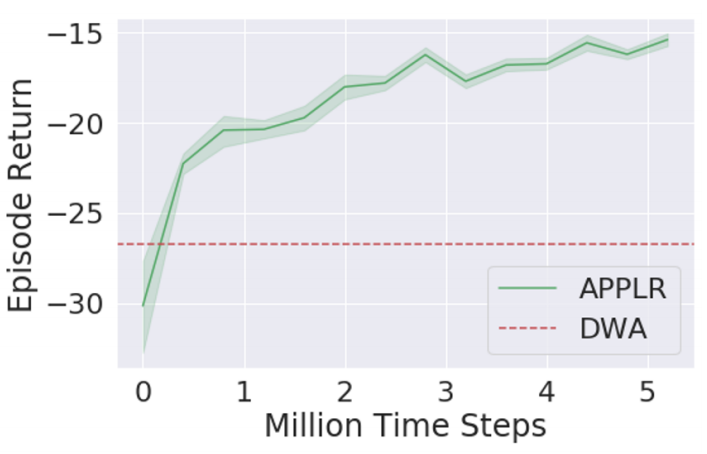 Episode Return
−15
−20
−25
−30
APPLR
DWA
0 1 2 3 4 5
Million Time Steps